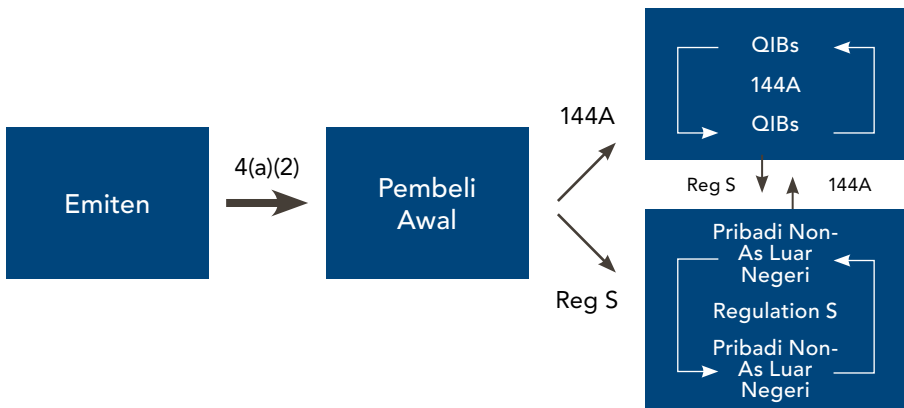 Emiten
4(a)(2)
Pembeli
Awal
144A
Reg S
QIBs
144A
QIBs
Reg S
144A
Pribadi Non-
As Luar
Negeri
Regulation S
Pribadi Non-
As Luar
Negeri